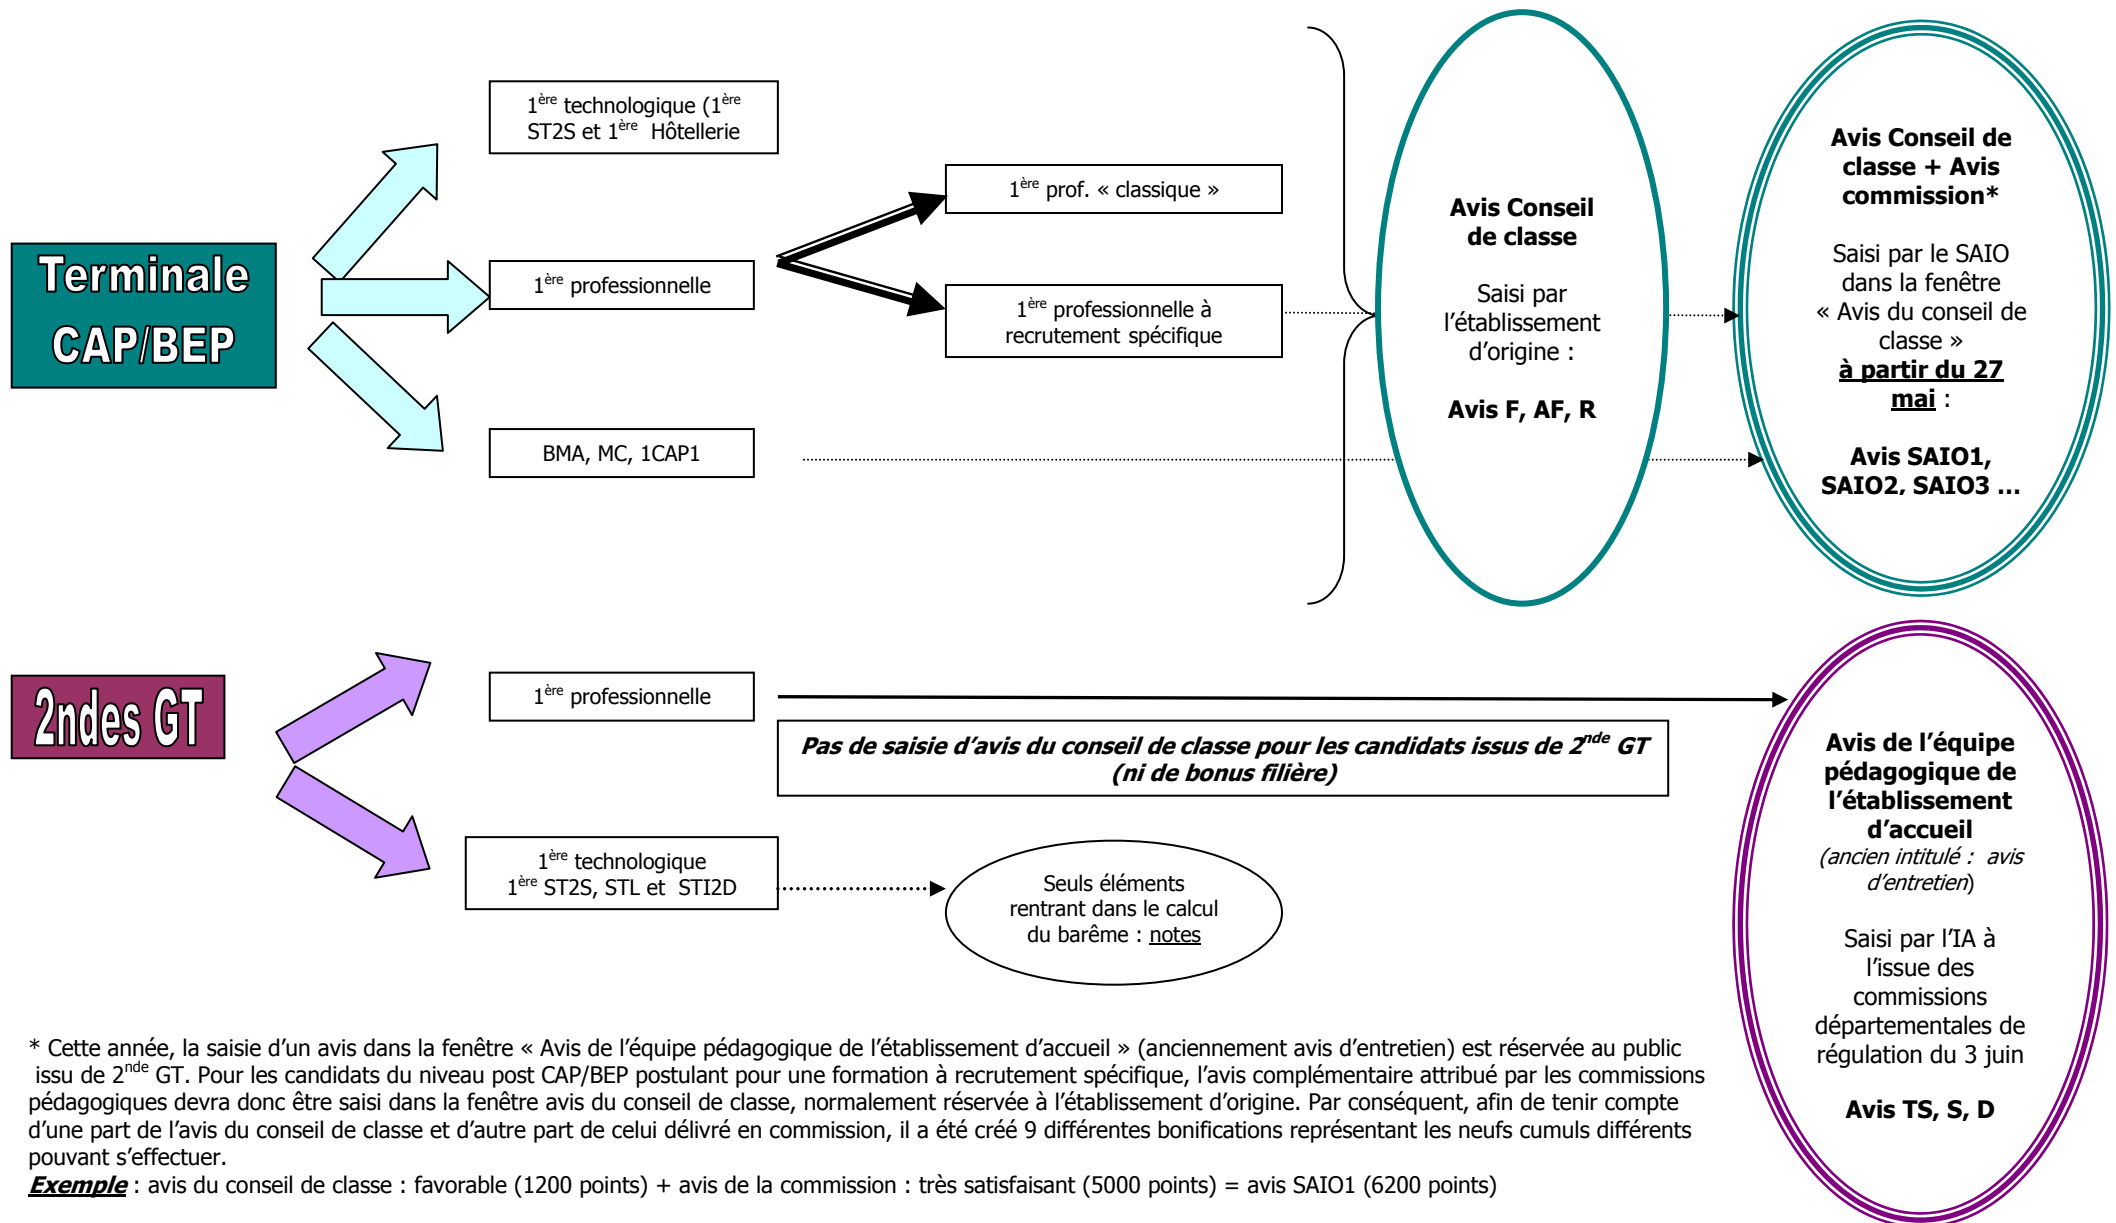 1ère technologique (1ère
ST2S et 1ère Hôtellerie
Terminale
CAP/BEP
1ère professionnelle
1ère prof. « classique »
1ère professionnelle à
recrutement spécifique
BMA, MC, 1CAP1
Avis Conseil
de classe
Saisi par
l’établissement
d’origine :
Avis F, AF, R
Avis Conseil de
classe + Avis
commission*
Saisi par le SAIO
dans la fenêtre
« Avis du conseil de
classe »
à partir du 27
mai :
Avis SAIO1,
SAIO2, SAIO3 ...
2ndes GT
1ère professionnelle
Pas de saisie d’avis du conseil de classe pour les candidats issus de 2nde GT
(ni de bonus filière)
1ère technologique
1ère ST2S, STL et STI2D
Seuls éléments
rentrant dans le calcul
du barême : notes
Avis de l’équipe
pédagogique de
l’établissement
d’accueil
(ancien intitulé : avis
d’entretien)
Saisi par l’IA à
l’issue des
commissions
départementales de
régulation du 3 juin
Avis TS, S, D
* Cette année, la saisie d’un avis dans la fenêtre « Avis de l’équipe pédagogique de l’établissement d’accueil » (anciennement avis d’entretien) est réservée au public
issu de 2nde GT. Pour les candidats du niveau post CAP/BEP postulant pour une formation à recrutement spécifique, l’avis complémentaire attribué par les commissions
pédagogiques devra donc être saisi dans la fenêtre avis du conseil de classe, normalement réservée à l’établissement d’origine. Par conséquent, afin de tenir compte
d’une part de l’avis du conseil de classe et d’autre part de celui délivré en commission, il a été créé 9 différentes bonifications représentant les neufs cumuls différents
pouvant s’effectuer.
Exemple : avis du conseil de classe : favorable (1200 points) + avis de la commission : très satisfaisant (5000 points) = avis SAIO1 (6200 points)